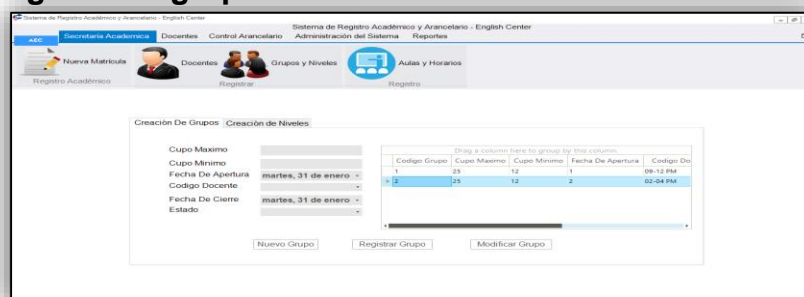 Sistema de Registro Académico y Arancelario - English Center
Sistema de Registro Académico y Arancelario - English Center
AEC Secretaria Academica Docentes Control Arancelario Administración del Sistema Reportes
Nueva Matricula Docentes Grupos y Niveles Aulas y Horarios
Registro Académico Registrar Registro
Creación De Grupos Creación de Niveles
Cupo Maximo
Cupo Minimo
Fecha De Apertura martes, 31 de enero
Codigo Docente
Fecha De Cierre martes, 31 de enero
Estado
Drag a column here to group by this column.
Codigo Grupo Cupo Maximo Cupo Minimo Fecha De Apertura Codigo Do
1 25 12 1 09-12 PM
2 25 12 2 02-04 PM
Nuevo Grupo Registrar Grupo Modificar Grupo